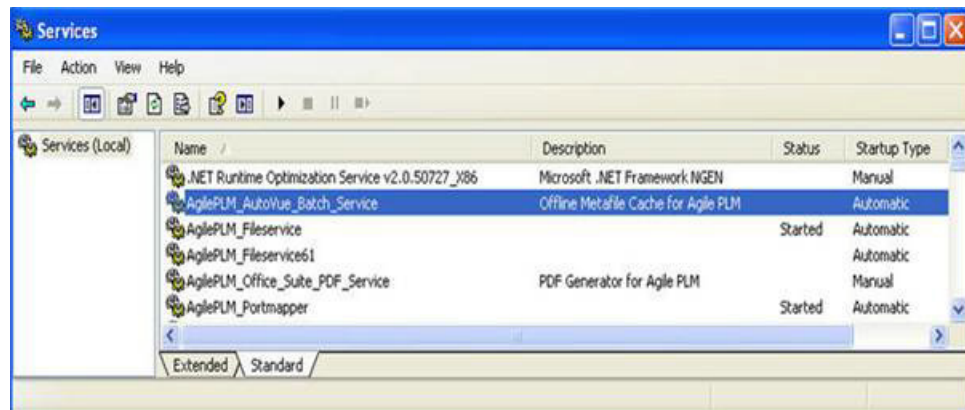 Services
File Action View Help
Services (Local)
Name Description Status Startup Type
.NET Runtime Optimization Service v2.0.50727_X86 Microsoft .NET Framework NGEN Manual
AgilePLM_AutoVue_Batch_Service Offline Metafile Cache for Agile PLM Automatic
AgilePLM_Fileservice Started Automatic
AgilePLM_Fileservice61 Automatic
AgilePLM_Office_Suite_PDF_Service PDF Generator for Agile PLM Manual
AgilePLM_Portmapper Started Automatic
Extended Standard